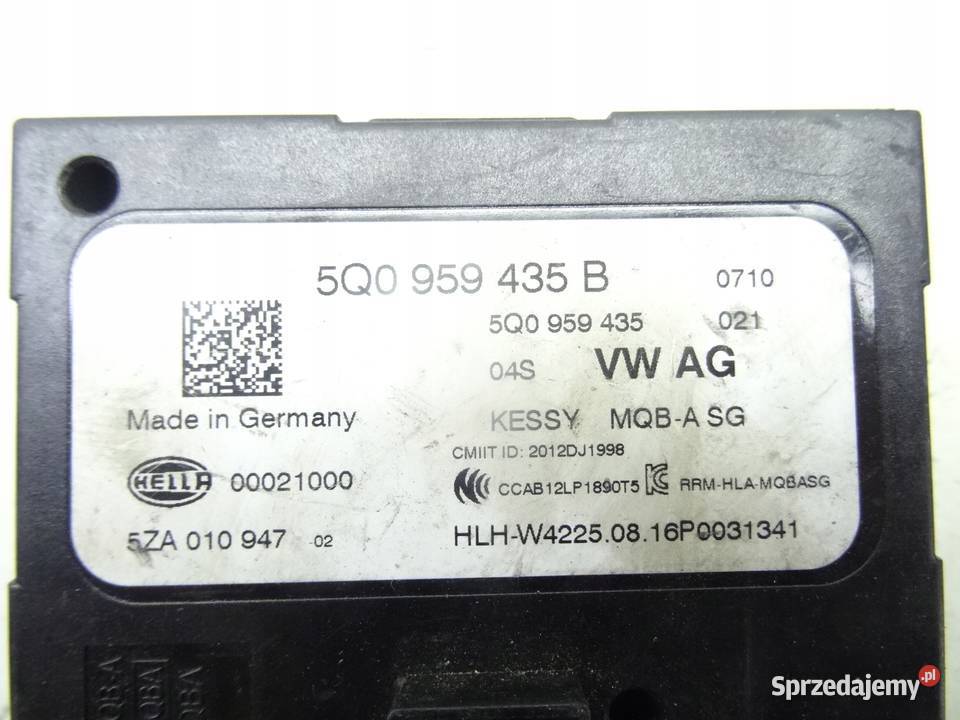 5Q0 959 435 B 0710
5Q0 959 435 021
04S VW AG
Made in Germany KESSY MQB-A SG
CMIIT ID: 2012DJ1998
HELLA 00021000 CCAB12LP1890T5 RRM-HLA-MQBASG
5ZA 010 947 -02 HLH-W4225.08.16P0031341
Sprzedajemy.pl